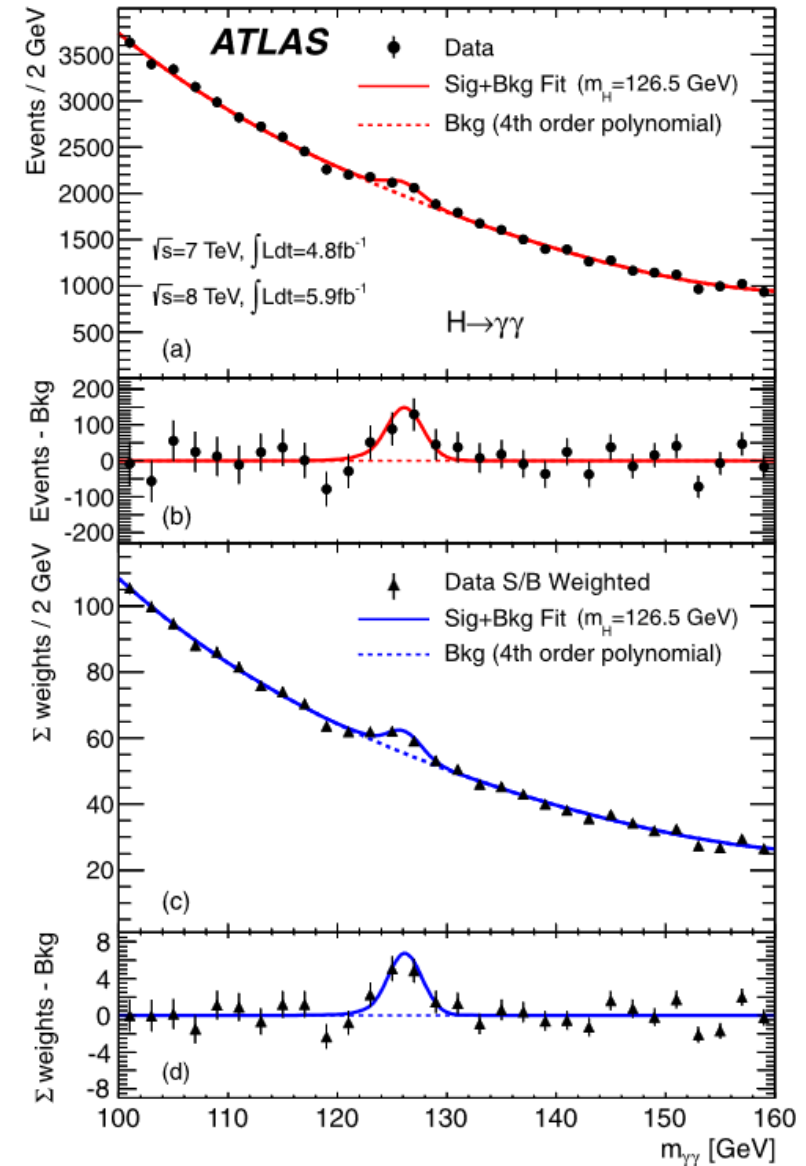 ATLAS
Data
Sig+Bkg Fit (m_H=126.5 GeV)
Bkg (4th order polynomial)
Events / 2 GeV
3500
3000
2500
2000
1500
1000
500
√s=7 TeV, ∫Ldt=4.8fb⁻¹
√s=8 TeV, ∫Ldt=5.9fb⁻¹
H→γγ
(a)
Events - Bkg
200
100
0
-100
-200
(b)
Σ weights / 2 GeV
100
80
60
40
20
Data S/B Weighted
Sig+Bkg Fit (m_H=126.5 GeV)
Bkg (4th order polynomial)
(c)
Σ weights - Bkg
8
4
0
-4
-8
(d)
100 110 120 130 140 150 160
m_γγ [GeV]